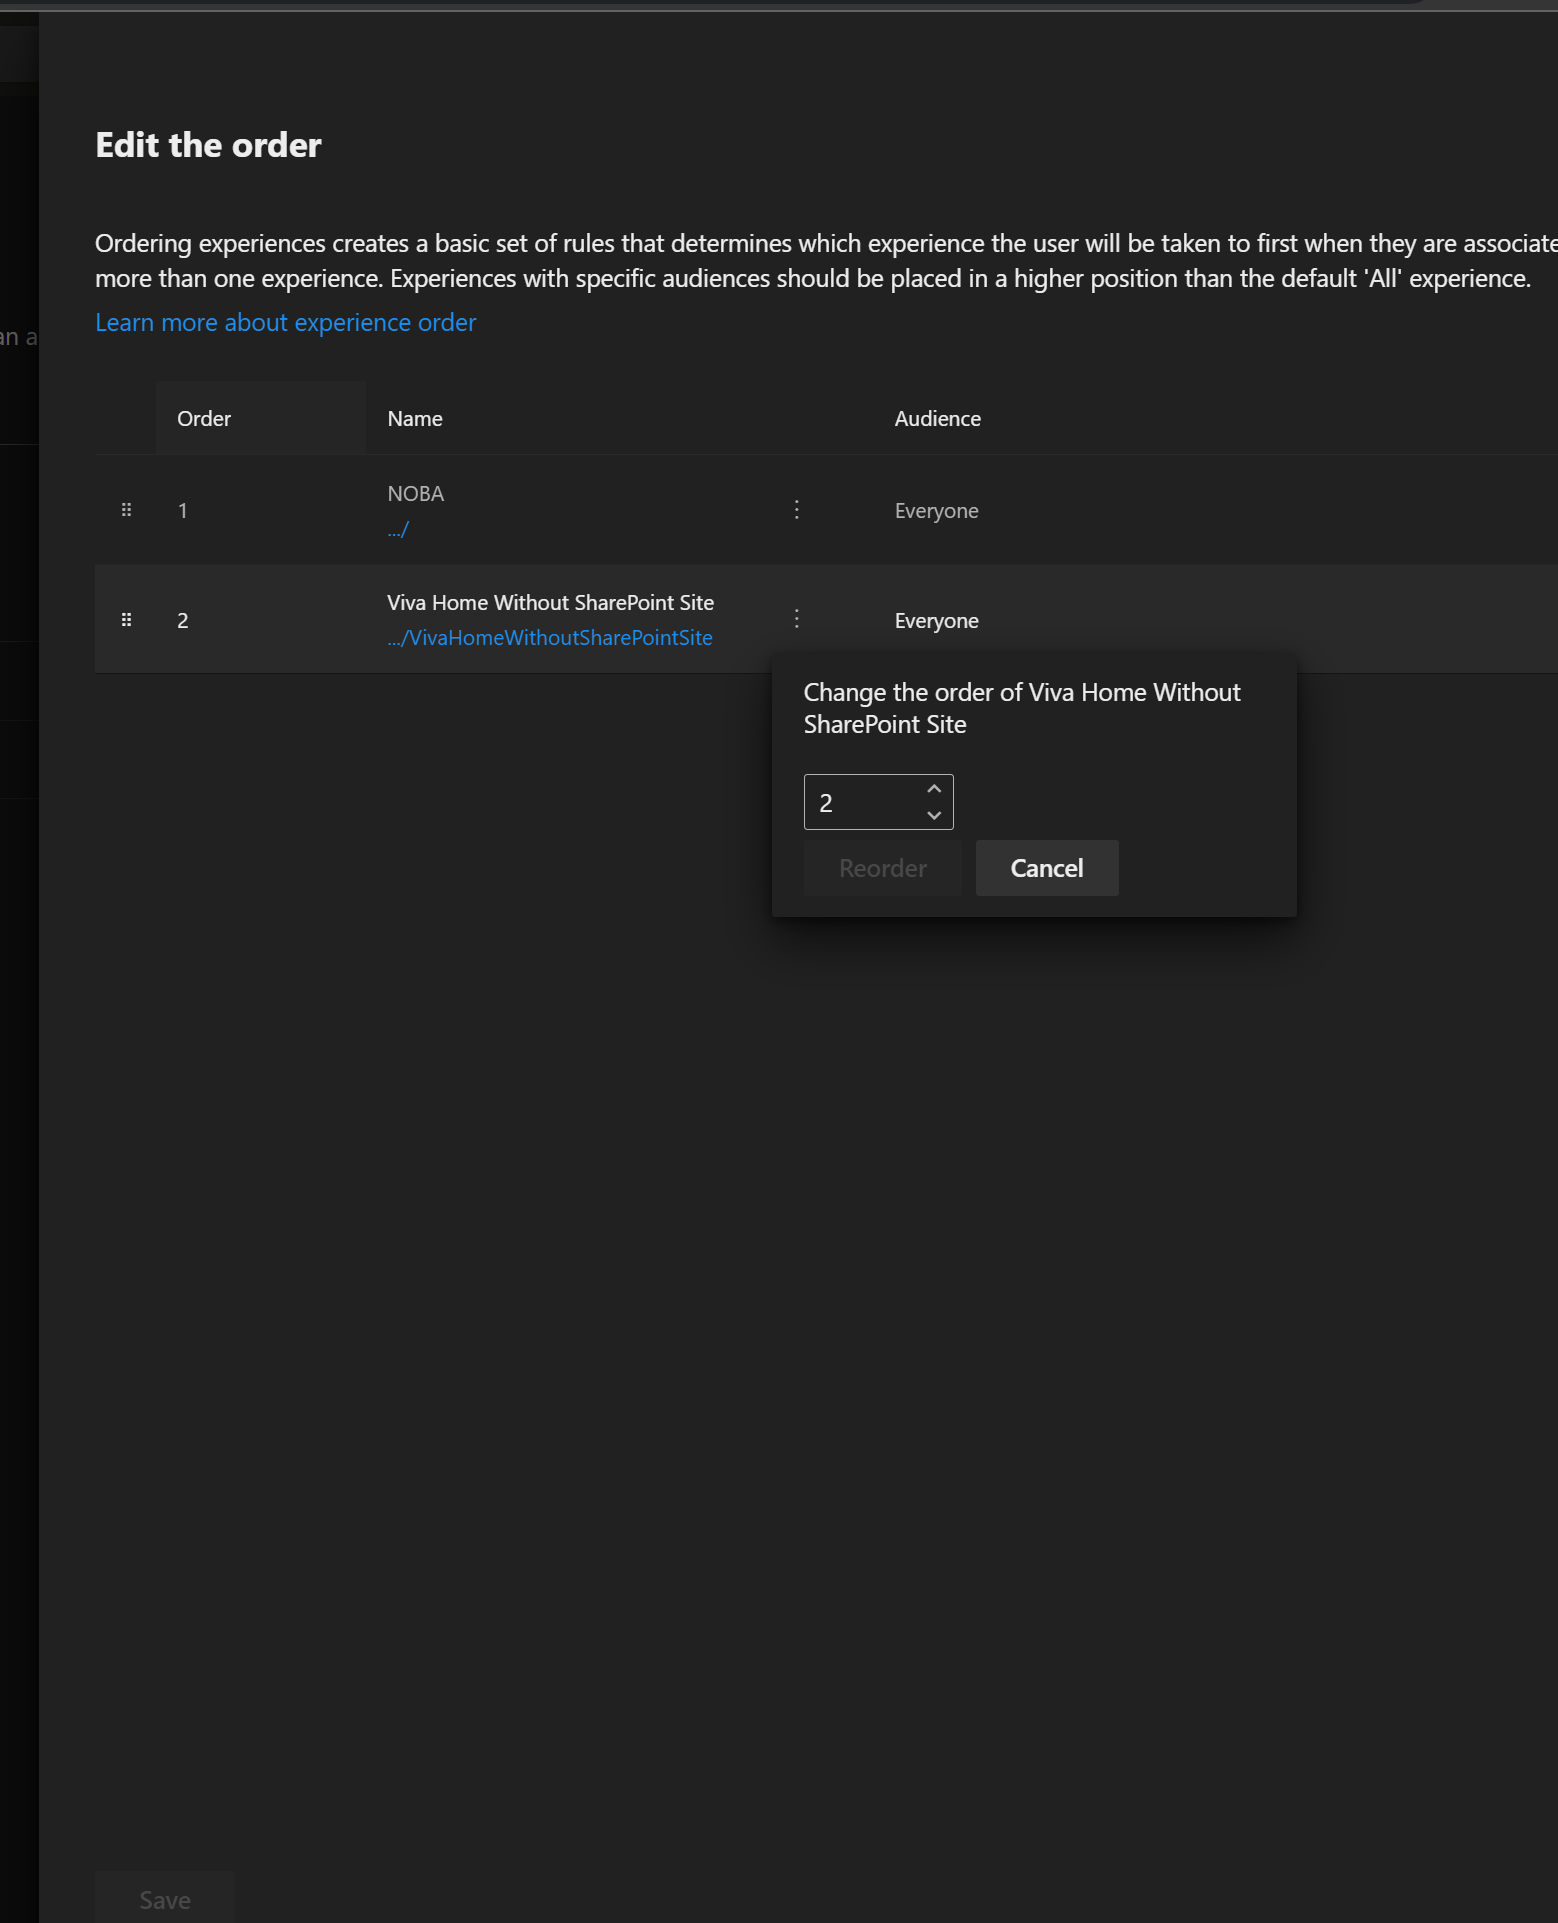 Edit the order
Ordering experiences creates a basic set of rules that determines which experience the user will be taken to first when they are associate
more than one experience. Experiences with specific audiences should be placed in a higher position than the default 'All' experience.
Learn more about experience order
an a
Order Name Audience
NOBA
1 Everyone
.../
Viva Home Without SharePoint Site
2 Everyone
.../VivaHomeWithoutSharePointSite
Change the order of Viva Home Without
SharePoint Site
2
Reorder Cancel
Save